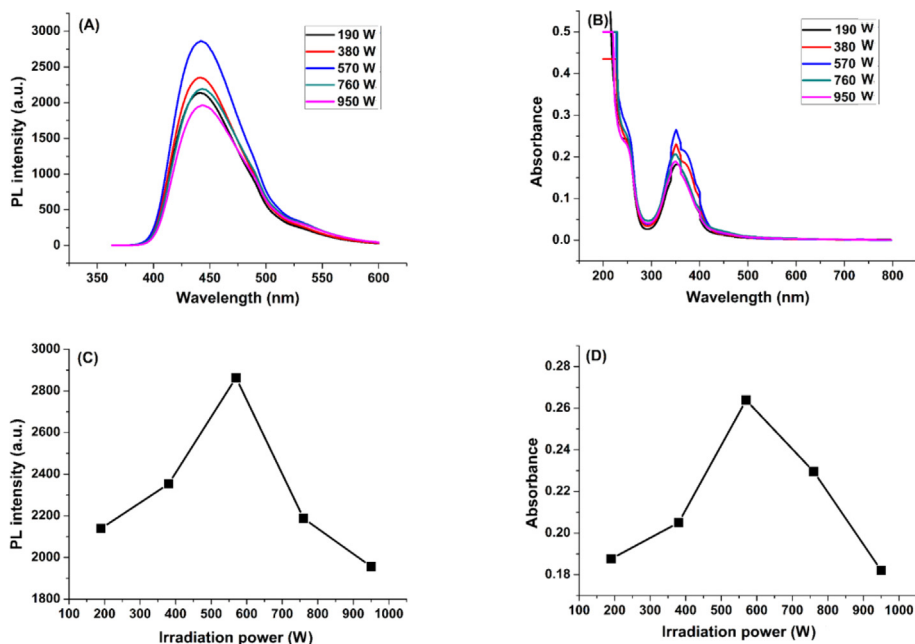 (A)
190 W
380 W
570 W
760 W
950 W
PL intensity (a.u.)
3000
2500
2000
1500
1000
500
0
350 400 450 500 550 600
Wavelength (nm)
(B)
190 W
380 W
570 W
760 W
950 W
Absorbance
0.5
0.4
0.3
0.2
0.1
0.0
200 300 400 500 600 700 800
Wavelength (nm)
(C)
PL intensity (a.u.)
3000
2800
2600
2400
2200
2000
1800
100 200 300 400 500 600 700 800 900 1000
Irradiation power (W)
(D)
Absorbance
0.28
0.26
0.24
0.22
0.20
0.18
100 200 300 400 500 600 700 800 900 1000
Irradiation power (W)